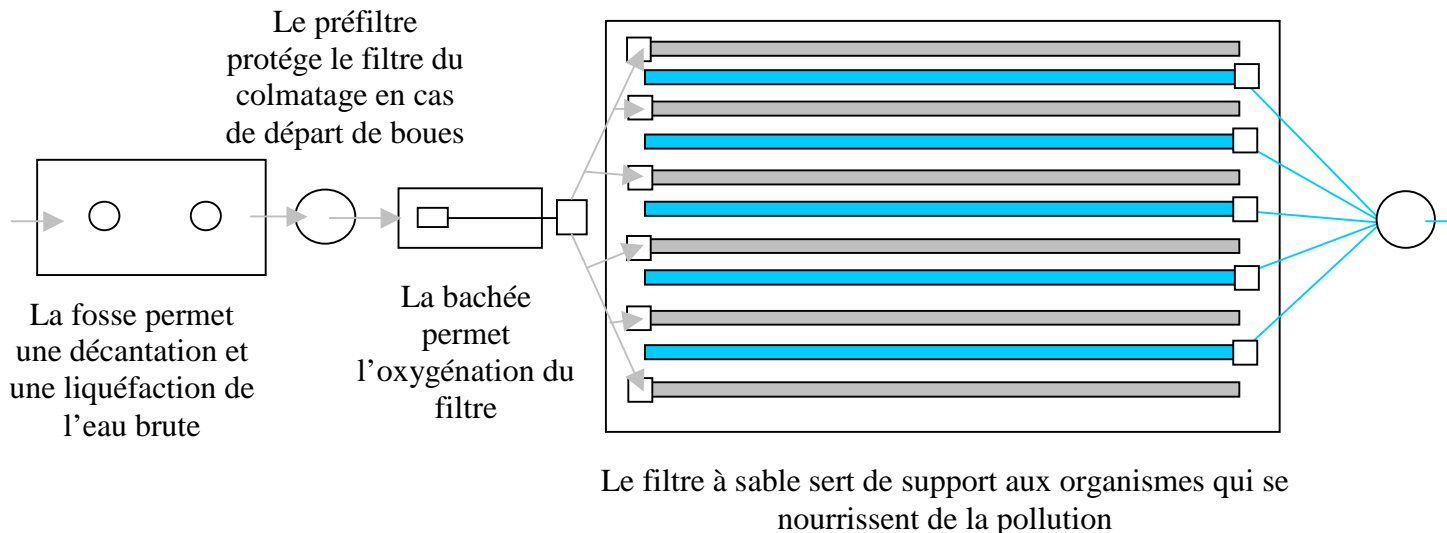 Le préfiltre
protége le filtre du
colmatage en cas
de départ de boues
La fosse permet
une décantation et
une liquéfaction de
l’eau brute
La bachée
permet
l’oxygénation du
filtre
Le filtre à sable sert de support aux organismes qui se
nourrissent de la pollution